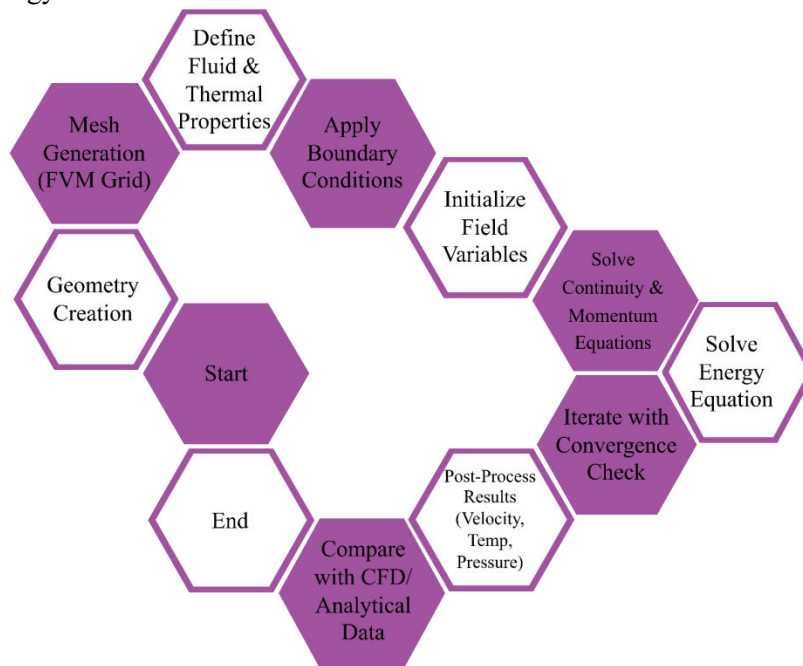 gy
Define
Fluid &
Thermal
Properties
Mesh
Generation
(FVM Grid)
Apply
Boundary
Conditions
Initialize
Field
Variables
Geometry
Creation
Solve
Continuity &
Momentum
Equations
Start
Solve
Energy
Equation
Iterate with
Convergence
Check
Post-Process
Results
(Velocity,
Temp,
Pressure)
End
Compare
with CFD/
Analytical
Data